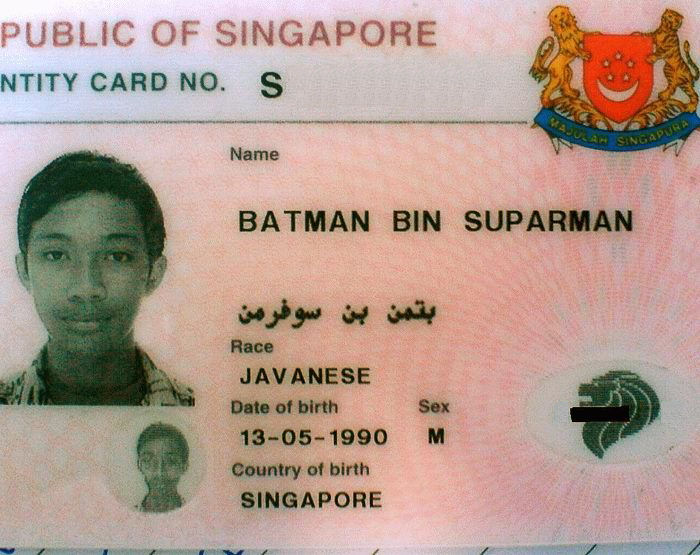 PUBLIC OF SINGAPORE
NTITY CARD NO. S
MAJULAH SINGAPURA
Name
BATMAN BIN SUPARMAN
بتمن بن سوفرمن
Race
JAVANESE
Date of birth Sex
13-05-1990 M
Country of birth
SINGAPORE